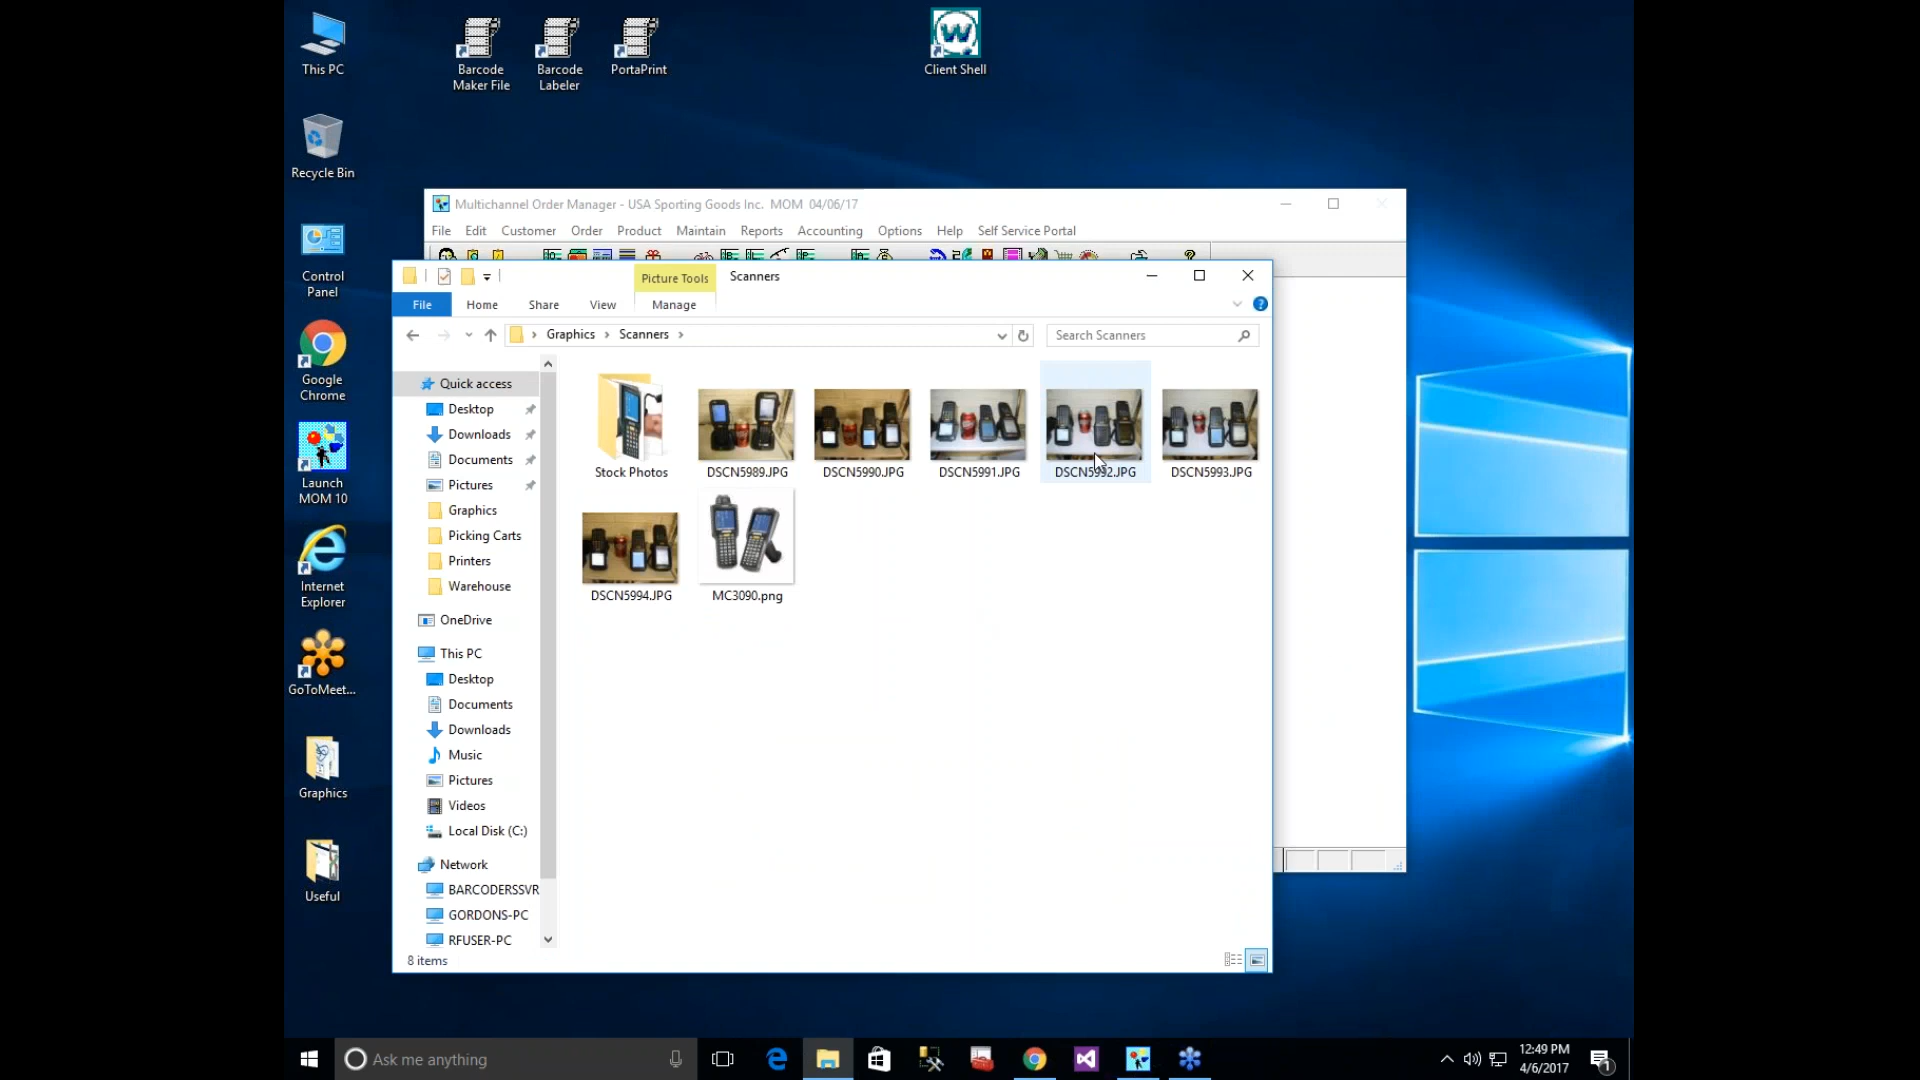 This PC
Barcode
Maker File
Barcode
Labeler
PortaPrint
Client Shell
Recycle Bin
Control
Panel
Google
Chrome
Launch
MOM 10
Internet
Explorer
GoToMeet...
Graphics
Useful
Multichannel Order Manager - USA Sporting Goods Inc. MOM 04/06/17
File Edit Customer Order Product Reports Maintain Accounting Options Help Self Service Portal
Picture Tools Scanners
File Home Share View Manage
Graphics Scanners
Search Scanners
Quick access
Desktop
Downloads
Documents
Pictures
Graphics
Picking Carts
Printers
Warehouse
OneDrive
This PC
Desktop
Documents
Downloads
Music
Pictures
Videos
Local Disk (C:)
Network
BARCODERSSVR
GORDONS-PC
RFUSER-PC
Stock Photos
DSCN5989.JPG
DSCN5990.JPG
DSCN5991.JPG
DSCN5992.JPG
DSCN5993.JPG
DSCN5994.JPG
MC3090.png
8 items
Ask me anything
12:49 PM
4/6/2017
1